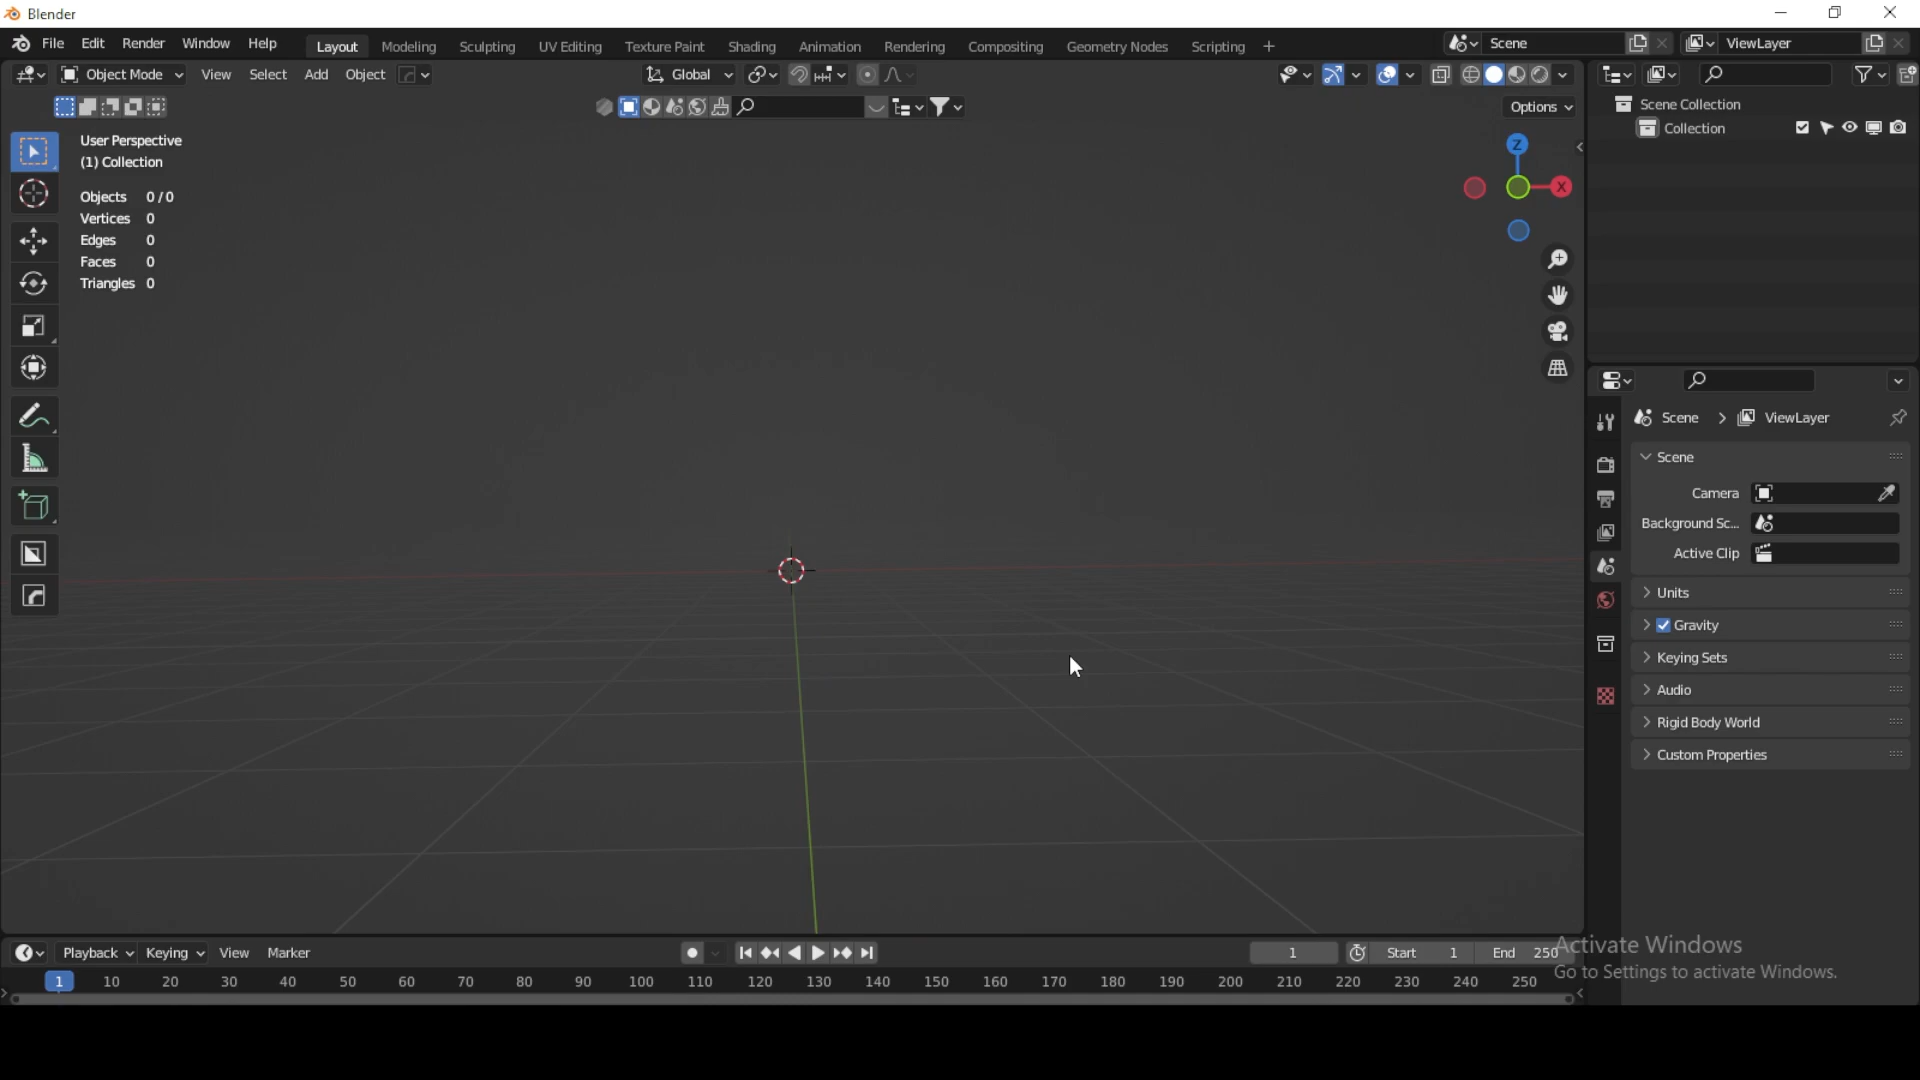 Blender
File Edit Render Window Help Layout Modeling Sculpting UV Editing Texture Paint Shading Animation Rendering Compositing Geometry Nodes Scripting + Scene ViewLayer
Object Mode View Select Add Object Global
Options
User Perspective
(1) Collection
Objects 0/0
Vertices 0
Edges 0
Faces 0
Triangles 0
Z
X
Scene Collection
Collection
Scene > ViewLayer
Scene
Camera
Background Sc...
Active Clip
Units
Gravity
Keying Sets
Audio
Rigid Body World
Custom Properties
Playback Keying View Marker 1 Start 1 End 250
1 10 20 30 40 50 60 70 80 90 100 110 120 130 140 150 160 170 180 190 200 210 220 230 240 250
Activate Windows
Go to Settings to activate Windows.